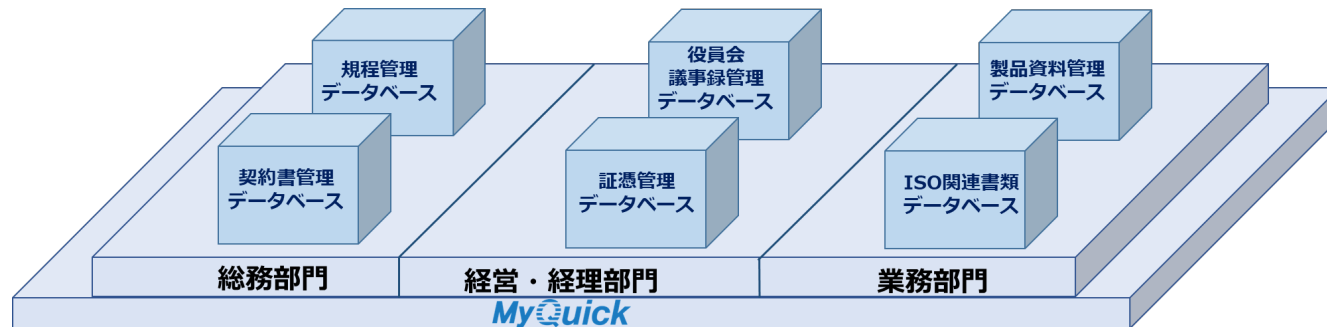 規程管理
データベース
役員会
議事録管理
データベース
製品資料管理
データベース
契約書管理
データベース
証憑管理
データベース
ISO関連書類
データベース
総務部門
経営・経理部門
業務部門
MyQuick